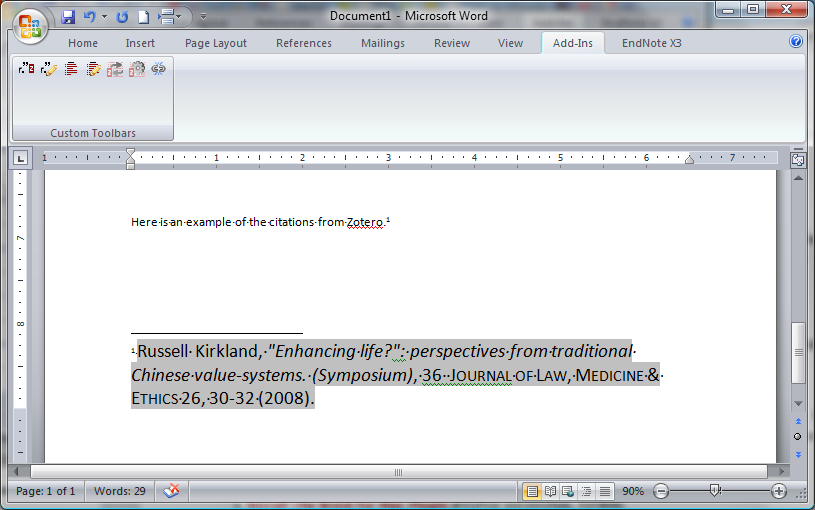 Document1 - Microsoft Word
Home Insert Page Layout References Mailings Review View Add-Ins EndNote X3
Custom Toolbars
L 1 1 2 3 4 5 6 7
Here is an example of the citations from Zotero.1
7
8
1 Russell Kirkland, "Enhancing life?": perspectives from traditional
Chinese value-systems. (Symposium), 36 JOURNAL OF LAW, MEDICINE &
ETHICS 26, 30-32 (2008).
Page: 1 of 1 Words: 29 90%